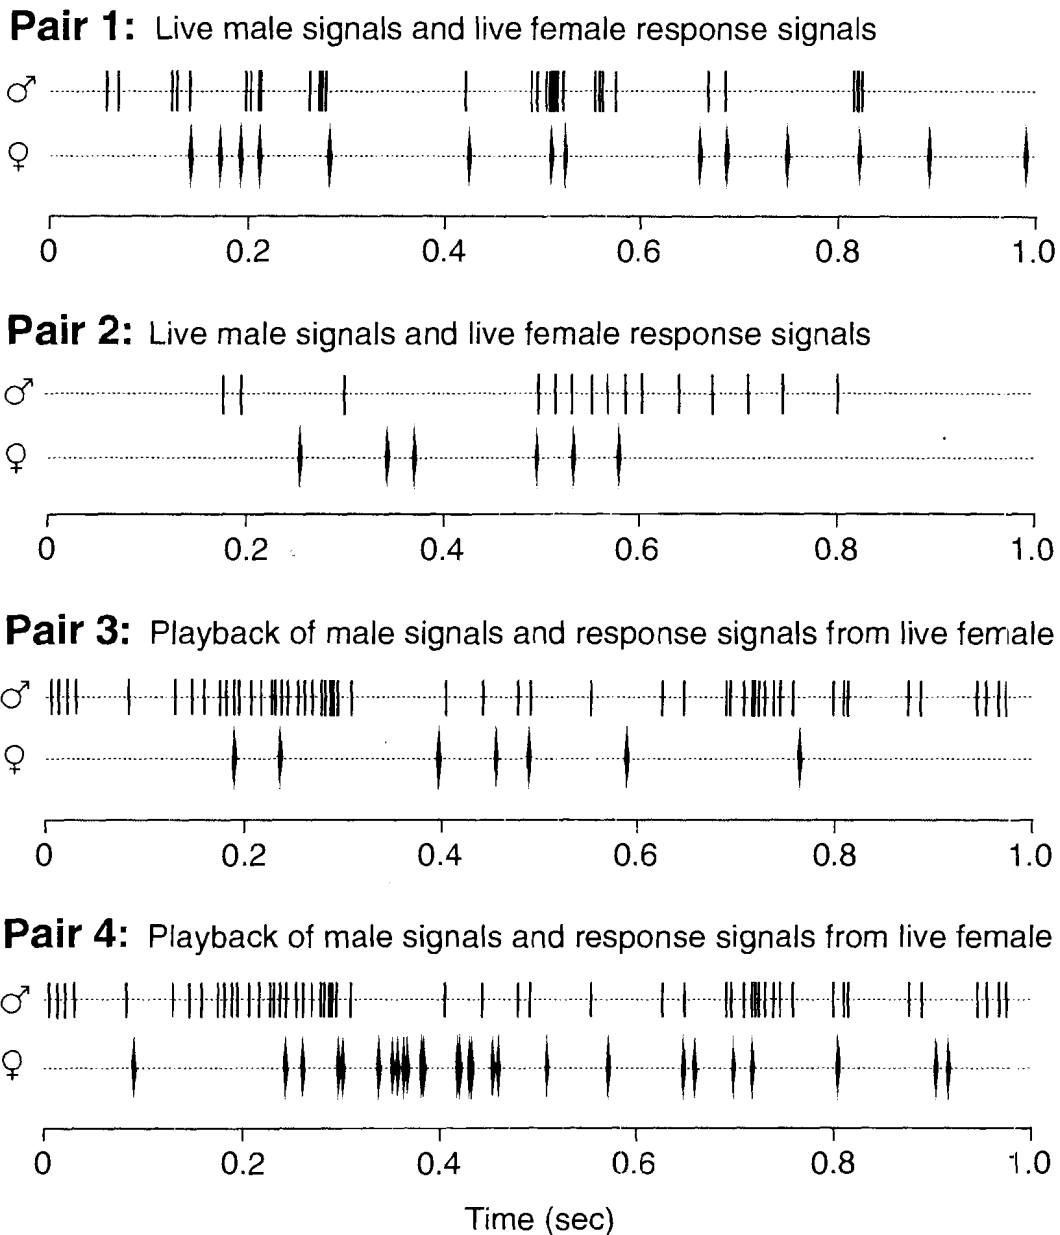 Pair 1: Live male signals and live female response signals
♂
♀
0 0.2 0.4 0.6 0.8 1.0
Pair 2: Live male signals and live female response signals
♂
♀
0 0.2 0.4 0.6 0.8 1.0
Pair 3: Playback of male signals and response signals from live female
♂
♀
0 0.2 0.4 0.6 0.8 1.0
Pair 4: Playback of male signals and response signals from live female
♂
♀
0 0.2 0.4 0.6 0.8 1.0
Time (sec)